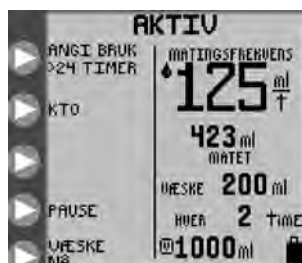 AKTIV
ANGI BRUK
>24 TIMER
KTO
PAUSE
VÆSKE
NÅ
MATINGSFREKVENS
125 ml/t
423 ml
MATET
VÆSKE 200 ml
HVER 2 TIME
1000 ml